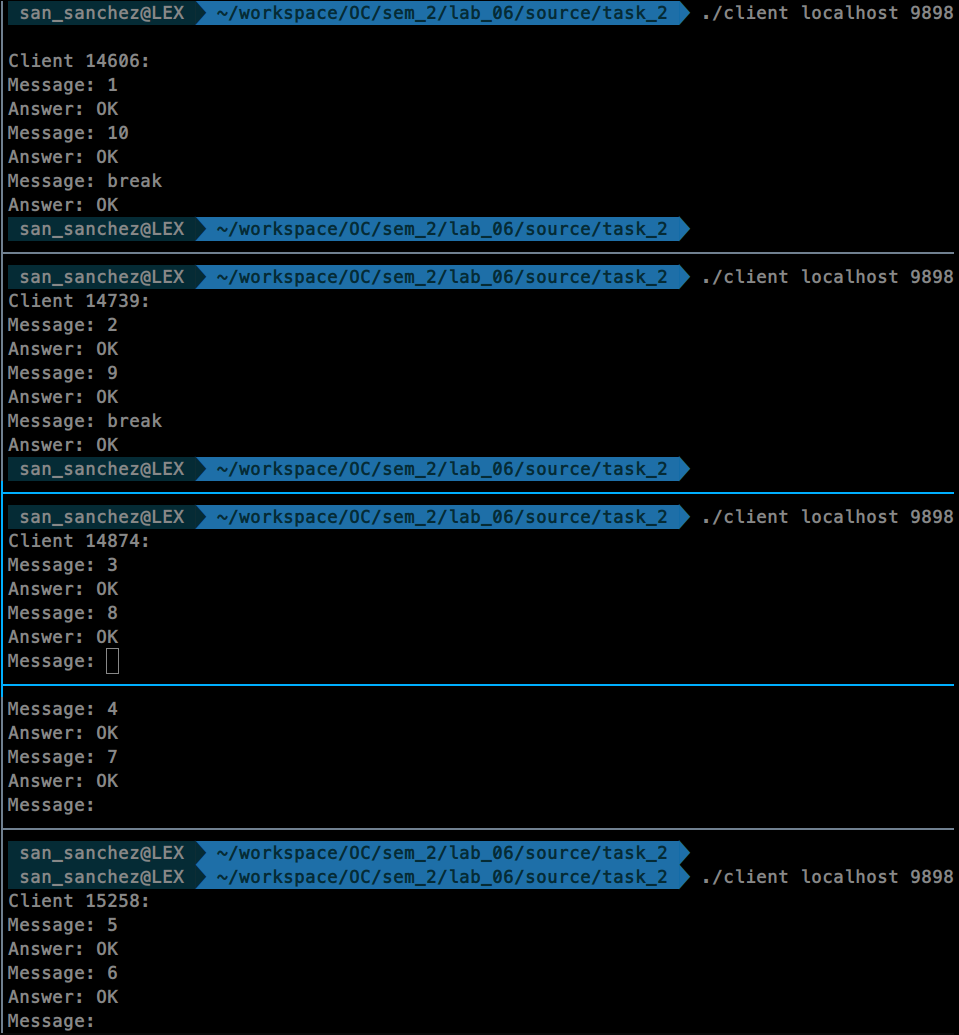 san_sanchez@LEX ~/workspace/OC/sem_2/lab_06/source/task_2 ./client localhost 9898
Client 14606:
Message: 1
Answer: OK
Message: 10
Answer: OK
Message: break
Answer: OK
san_sanchez@LEX ~/workspace/OC/sem_2/lab_06/source/task_2
san_sanchez@LEX ~/workspace/OC/sem_2/lab_06/source/task_2 ./client localhost 9898
Client 14739:
Message: 2
Answer: OK
Message: 9
Answer: OK
Message: break
Answer: OK
san_sanchez@LEX ~/workspace/OC/sem_2/lab_06/source/task_2
san_sanchez@LEX ~/workspace/OC/sem_2/lab_06/source/task_2 ./client localhost 9898
Client 14874:
Message: 3
Answer: OK
Message: 8
Answer: OK
Message:
Message: 4
Answer: OK
Message: 7
Answer: OK
Message:
san_sanchez@LEX ~/workspace/OC/sem_2/lab_06/source/task_2
san_sanchez@LEX ~/workspace/OC/sem_2/lab_06/source/task_2 ./client localhost 9898
Client 15258:
Message: 5
Answer: OK
Message: 6
Answer: OK
Message: